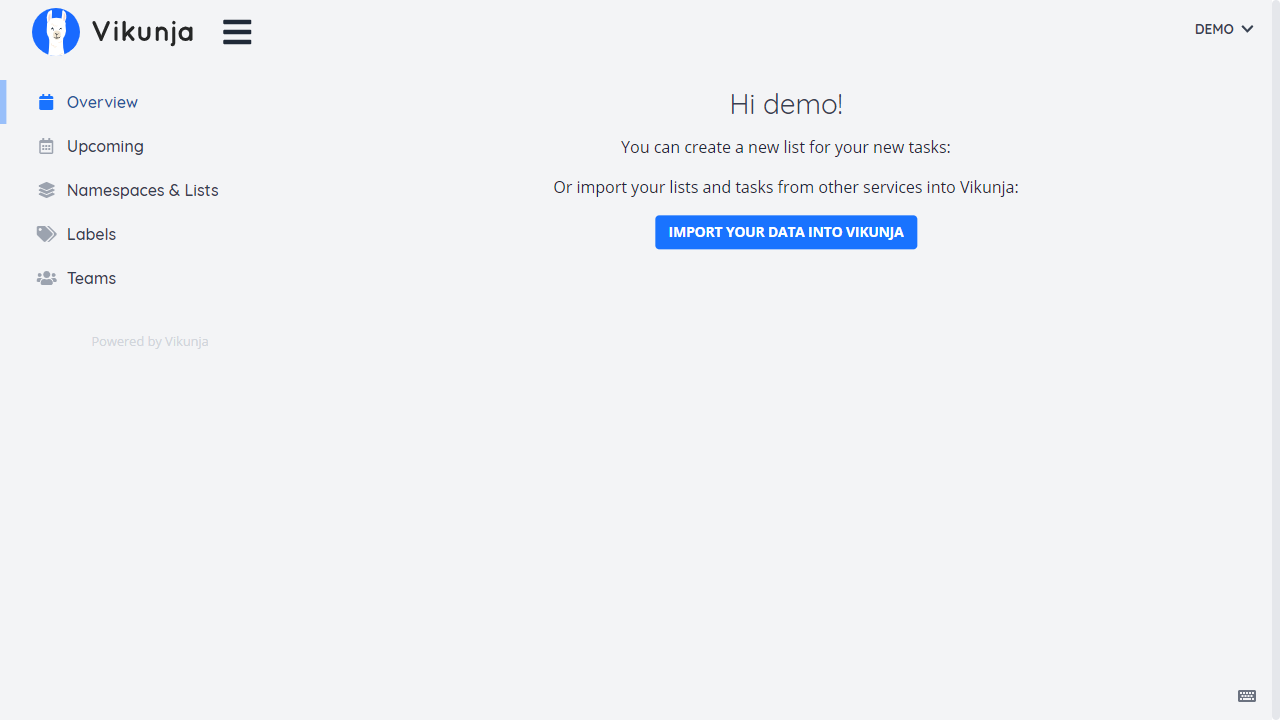 Vikunja
DEMO
Overview
Upcoming
Namespaces & Lists
Labels
Teams
Powered by Vikunja
Hi demo!
You can create a new list for your new tasks:
Or import your lists and tasks from other services into Vikunja:
IMPORT YOUR DATA INTO VIKUNJA